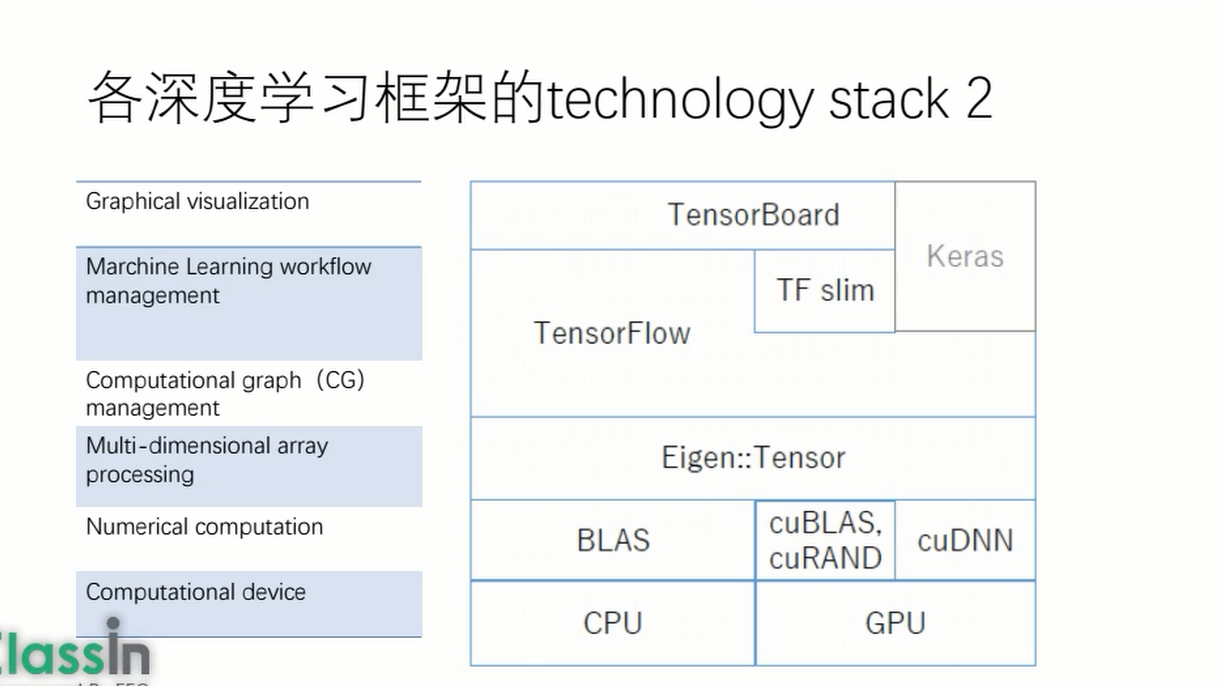 各深度学习框架的technology stack 2
Graphical visualization
Marchine Learning workflow
management
Computational graph（CG）
management
Multi-dimensional array
processing
Numerical computation
Computational device
TensorBoard
Keras
TF slim
TensorFlow
Eigen::Tensor
BLAS
cuBLAS,
cuRAND
cuDNN
CPU
GPU
ClassIn